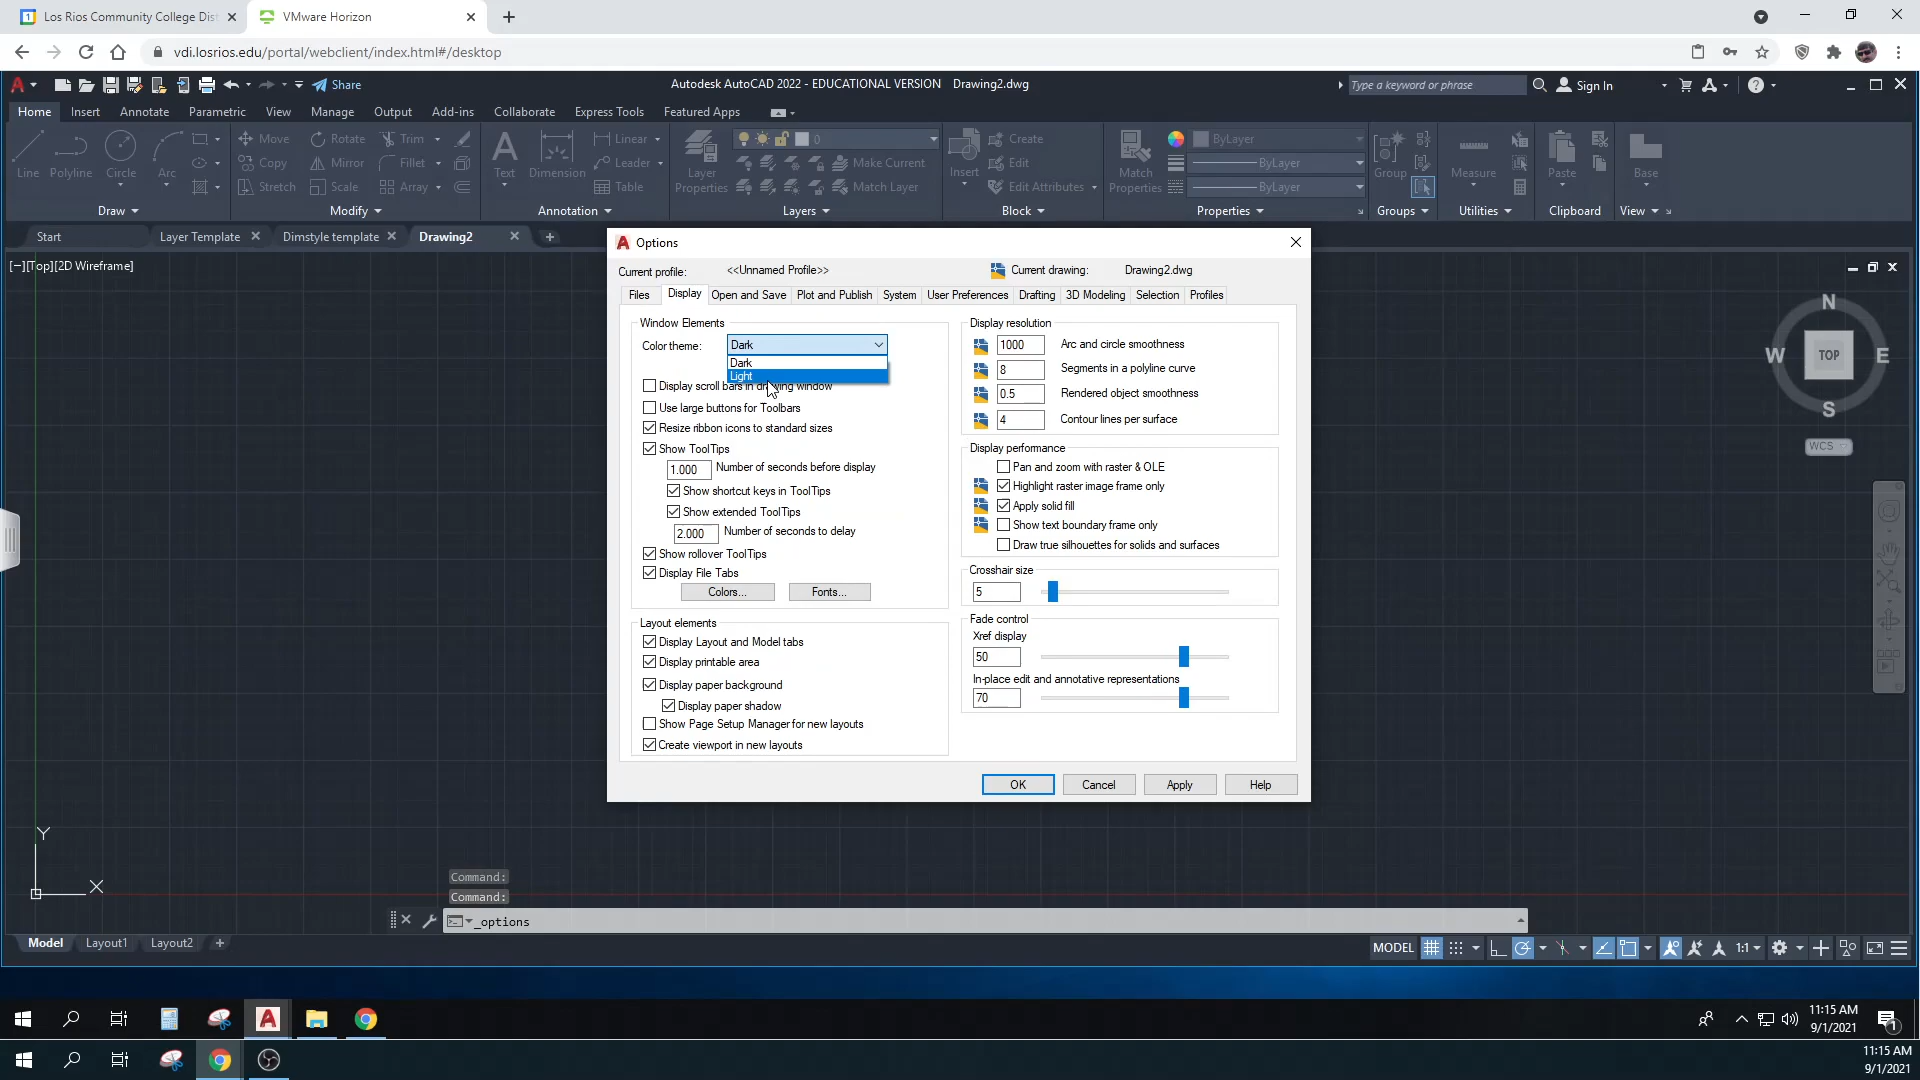 Los Rios Community College Dist
VMware Horizon
vdi.losrios.edu/portal/webclient/index.html#/desktop
Share
Autodesk AutoCAD 2022 - EDUCATIONAL VERSION Drawing2.dwg
Type a keyword or phrase
Sign In
Home Insert Annotate Parametric View Manage Output Add-ins Collaborate Express Tools Featured Apps
Line Polyline Circle Arc
Move Rotate Trim
Copy Mirror Fillet
Stretch Scale Array
Text Dimension
Linear
Leader
Table
Layer Properties
0
Make Current
Match Layer
Insert
Create
Edit
Edit Attributes
Match Properties
ByLayer
ByLayer
ByLayer
Group
Measure
Paste
Base
Draw Modify Annotation Layers Block Properties Groups Utilities Clipboard View
Start Layer Template Dimstyle template Drawing2
[−][Top][2D Wireframe]
N
W TOP E
S
WCS
Options
Current profile: <<Unnamed Profile>> Current drawing: Drawing2.dwg
Files Display Open and Save Plot and Publish System User Preferences Drafting 3D Modeling Selection Profiles
Window Elements
Color theme: Dark
Dark
Light
Display scroll bars in drawing window
Use large buttons for Toolbars
Resize ribbon icons to standard sizes
Show ToolTips
1.000 Number of seconds before display
Show shortcut keys in ToolTips
Show extended ToolTips
2.000 Number of seconds to delay
Show rollover ToolTips
Display File Tabs
Colors... Fonts...
Layout elements
Display Layout and Model tabs
Display printable area
Display paper background
Display paper shadow
Show Page Setup Manager for new layouts
Create viewport in new layouts
Display resolution
1000 Arc and circle smoothness
8 Segments in a polyline curve
0.5 Rendered object smoothness
4 Contour lines per surface
Display performance
Pan and zoom with raster & OLE
Highlight raster image frame only
Apply solid fill
Show text boundary frame only
Draw true silhouettes for solids and surfaces
Crosshair size
5
Fade control
Xref display
50
In-place edit and annotative representations
70
OK Cancel Apply Help
Y
X
Command:
Command:
_options
Model Layout1 Layout2
MODEL 1:1
11:15 AM
9/1/2021
1
11:15 AM
9/1/2021